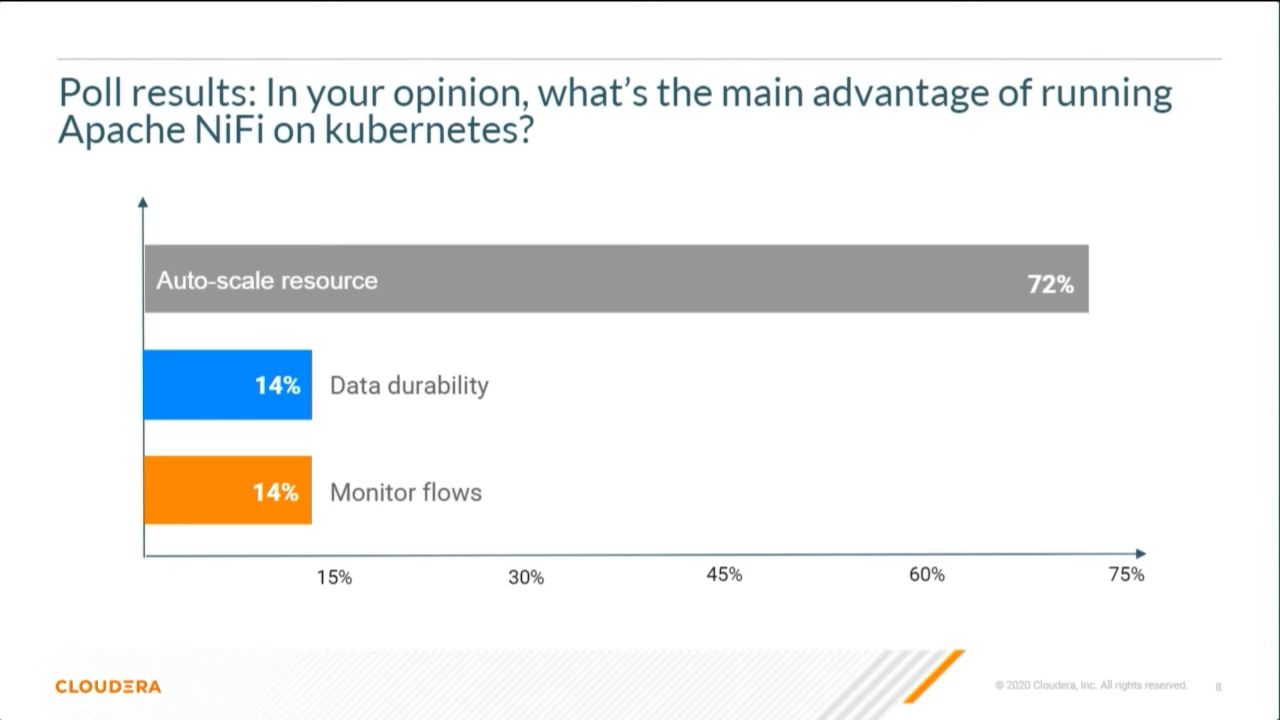 Poll results: In your opinion, what's the main advantage of running
Apache NiFi on kubernetes?
Auto-scale resource
72%
14%
Data durability
14%
Monitor flows
15%
30%
45%
60%
75%
CLOUDERA
© 2020 Cloudera, Inc. All rights reserved.
8